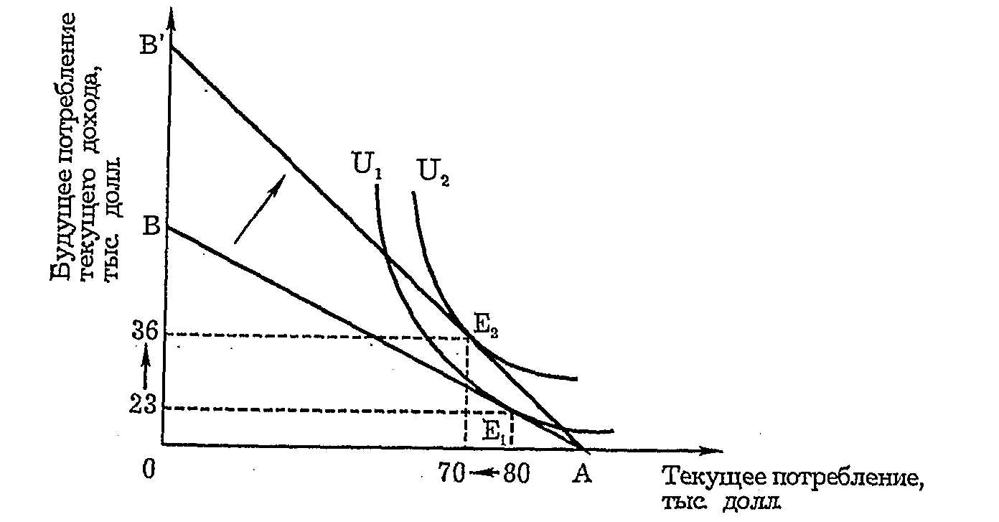 Будущее потребление
текущего дохода,
тыс. долл.
B'
U₁
U₂
B
36
E₂
23
E₁
0
70
80
A
Текущее потребление,
тыс. долл.